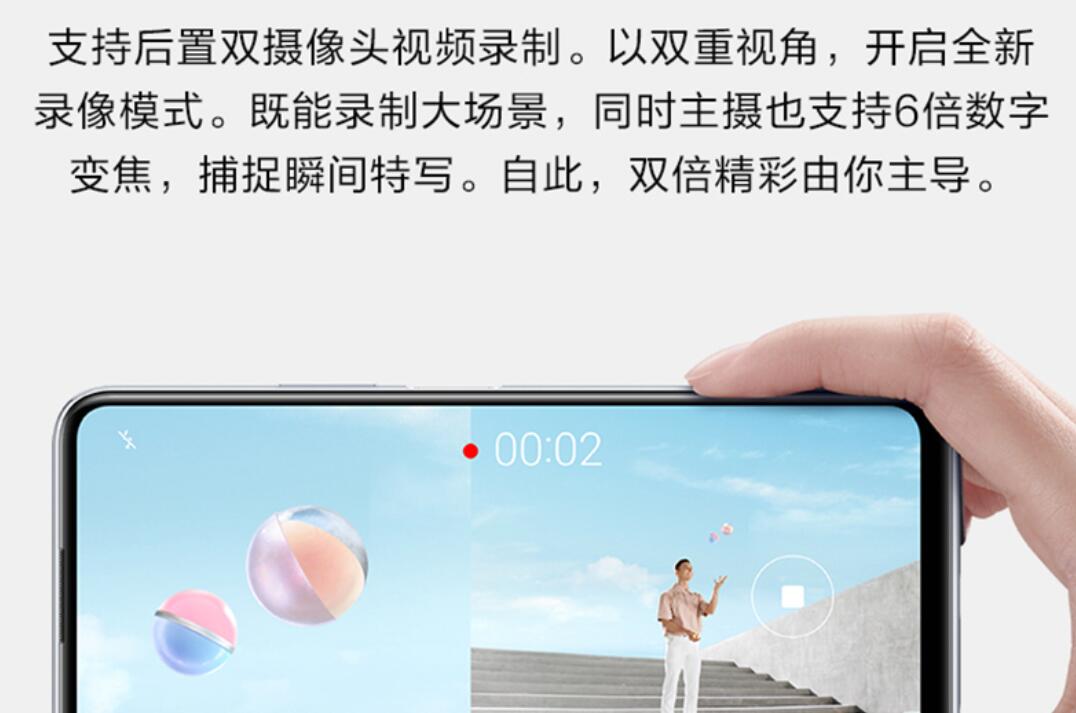 支持后置双摄像头视频录制。以双重视角，开启全新
录像模式。既能录制大场景，同时主摄也支持6倍数字
变焦，捕捉瞬间特写。自此，双倍精彩由你主导。
00:02